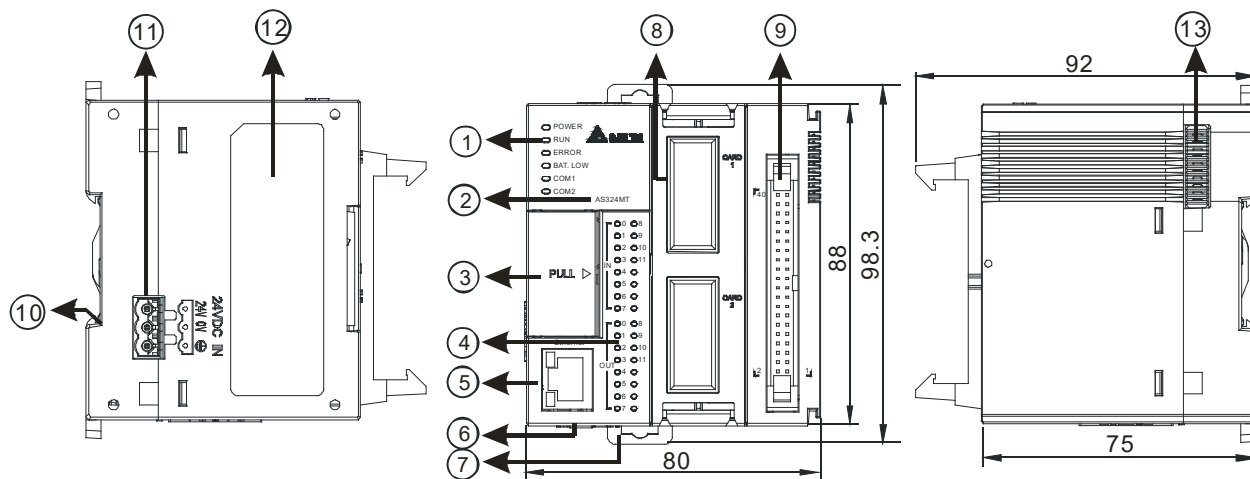 11
12
8
9
13
92
POWER
RUN
ERROR
BAT. LOW
COM1
COM2
1
2
AS324MT
CARD 1
40
0 8
1 9
2 10
3 11
4
5
6
7
IN
3
PULL
CARD 2
0 8
1 9
2 10
3 11
4
5
6
7
OUT
4
5
2
1
6
7
80
88
98.3
10
24VDC IN
24V 0V
75